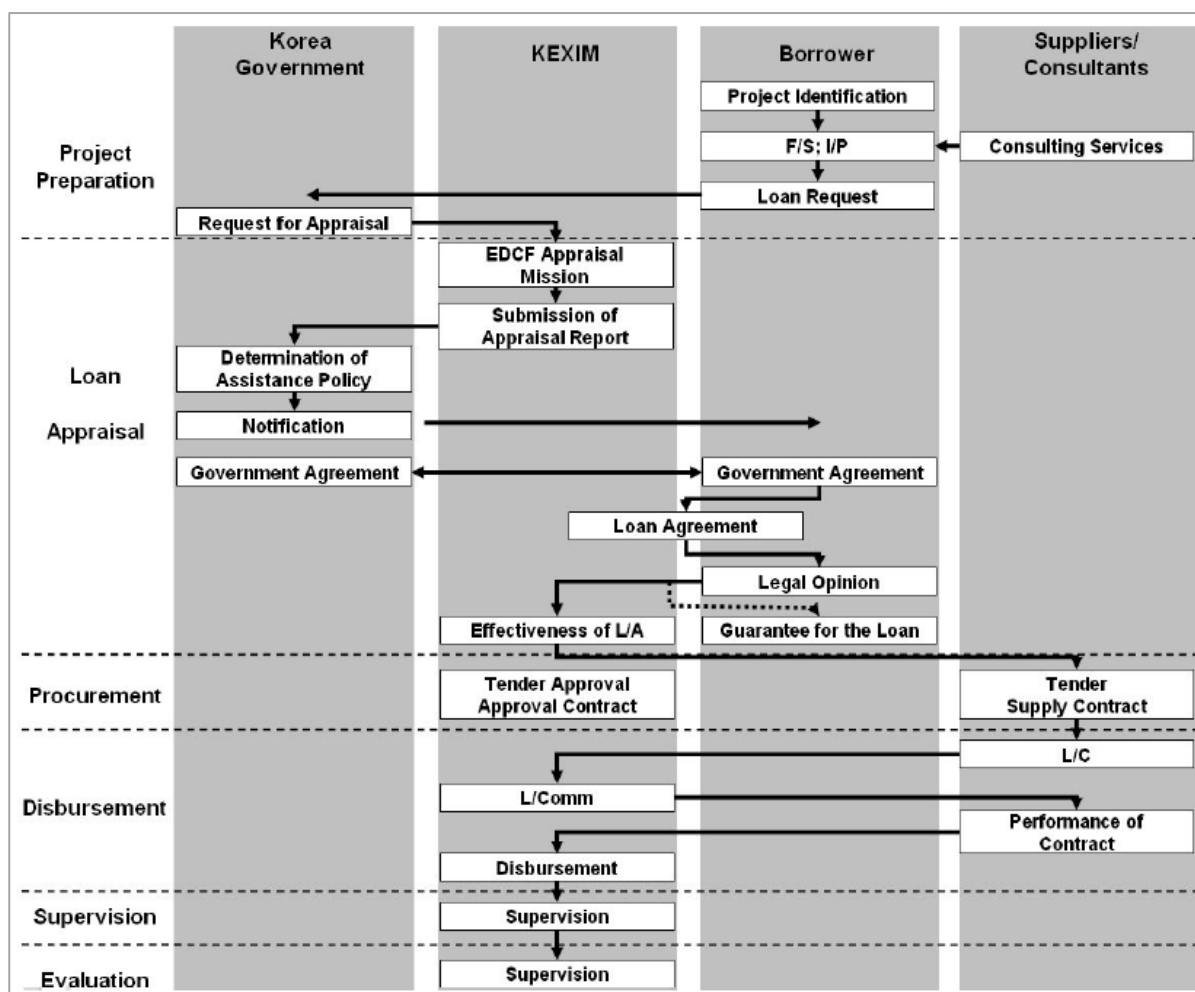 Korea
Government
KEXIM
Borrower
Suppliers/
Consultants
Project Identification
Project
Preparation
F/S; I/P
Consulting Services
Loan Request
Request for Appraisal
EDCF Appraisal
Mission
Submission of
Appraisal Report
Loan
Appraisal
Determination of
Assistance Policy
Notification
Government Agreement
Government Agreement
Loan Agreement
Legal Opinion
Effectiveness of L/A
Guarantee for the Loan
Procurement
Tender Approval
Approval Contract
Tender
Supply Contract
Disbursement
L/C
L/Comm
Performance of
Contract
Disbursement
Supervision
Supervision
Evaluation
Supervision